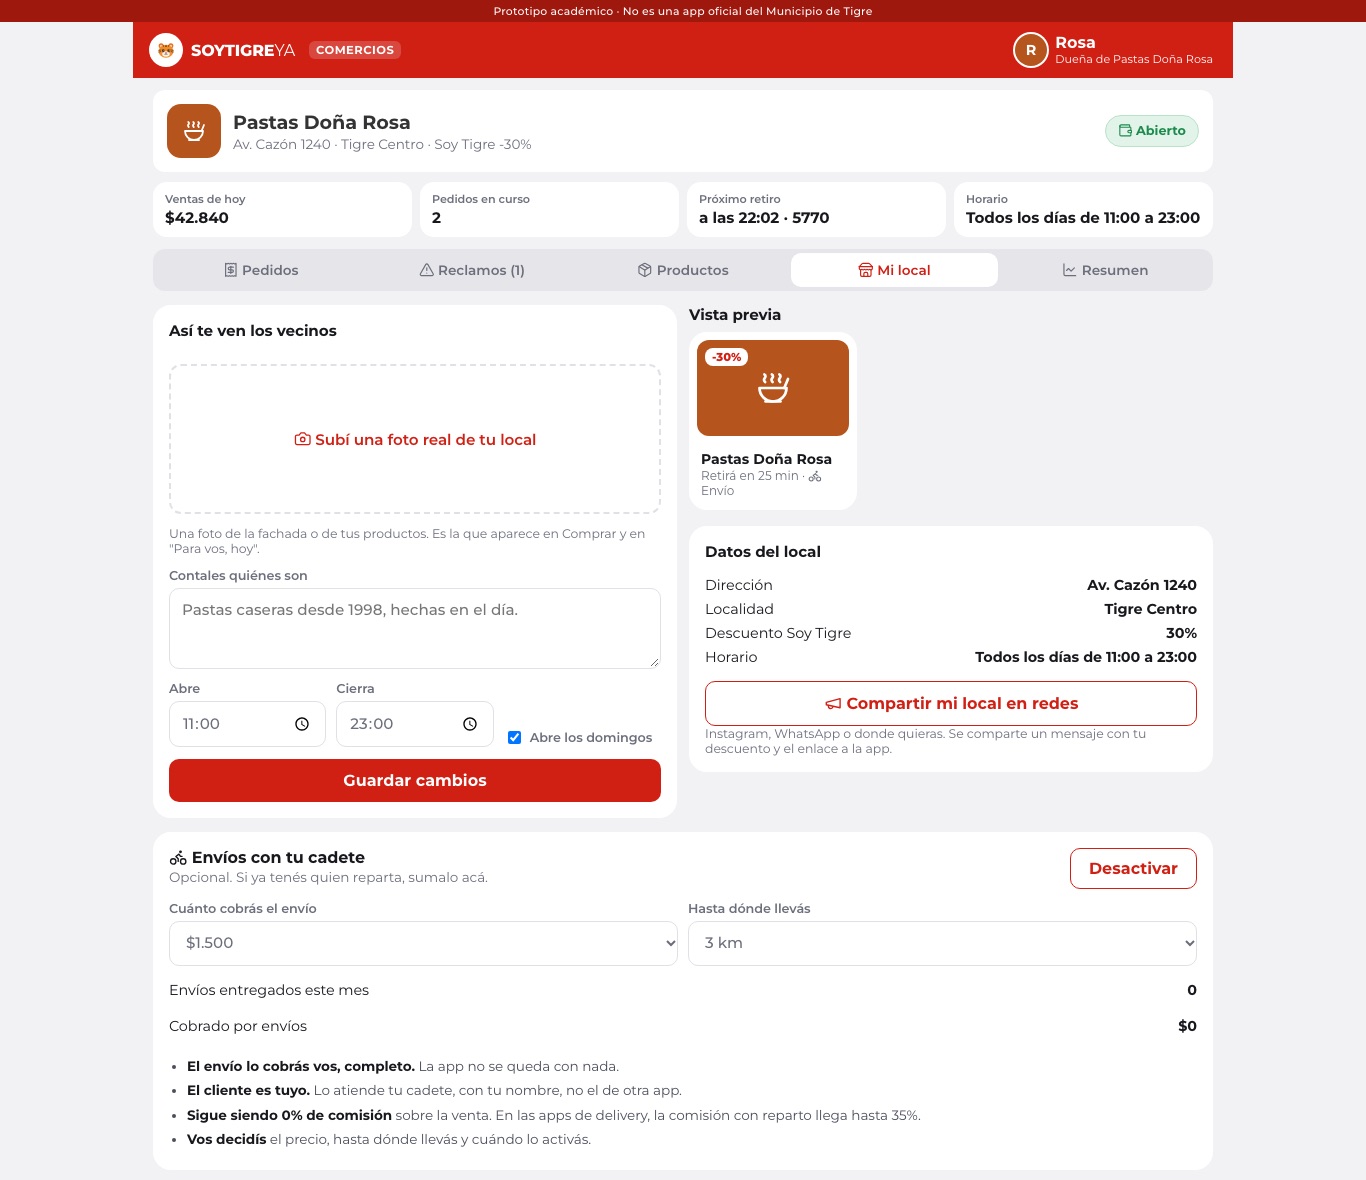 Prototipo académico · No es una app oficial del Municipio de Tigre
SOYTIGREYA COMERCIOS
R
Rosa
Dueña de Pastas Doña Rosa
Pastas Doña Rosa
Av. Cazón 1240 · Tigre Centro · Soy Tigre -30%
Abierto
Ventas de hoy
$42.840
Pedidos en curso
2
Próximo retiro
a las 22:02 · 5770
Horario
Todos los días de 11:00 a 23:00
Pedidos
Reclamos (1)
Productos
Mi local
Resumen
Así te ven los vecinos
Subí una foto real de tu local
Una foto de la fachada o de tus productos. Es la que aparece en Comprar y en
"Para vos, hoy".
Contales quiénes son
Pastas caseras desde 1998, hechas en el día.
Abre
11:00
Cierra
23:00
Abre los domingos
Guardar cambios
Vista previa
-30%
Pastas Doña Rosa
Retirá en 25 min ·
Envío
Datos del local
Dirección Av. Cazón 1240
Localidad Tigre Centro
Descuento Soy Tigre 30%
Horario Todos los días de 11:00 a 23:00
Compartir mi local en redes
Instagram, WhatsApp o donde quieras. Se comparte un mensaje con tu
descuento y el enlace a la app.
Envíos con tu cadete
Opcional. Si ya tenés quien reparta, sumalo acá.
Desactivar
Cuánto cobrás el envío
$1.500
Hasta dónde llevás
3 km
Envíos entregados este mes 0
Cobrado por envíos $0
• El envío lo cobrás vos, completo. La app no se queda con nada.
• El cliente es tuyo. Lo atiende tu cadete, con tu nombre, no el de otra app.
• Sigue siendo 0% de comisión sobre la venta. En las apps de delivery, la comisión con reparto llega hasta 35%.
• Vos decidís el precio, hasta dónde llevás y cuándo lo activás.